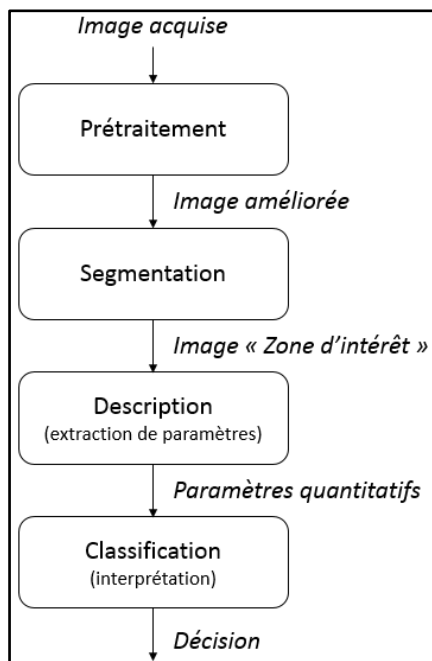 Image acquise
Prétraitement
Image améliorée
Segmentation
Image « Zone d’intérêt »
Description
(extraction de paramètres)
Paramètres quantitatifs
Classification
(interprétation)
Décision